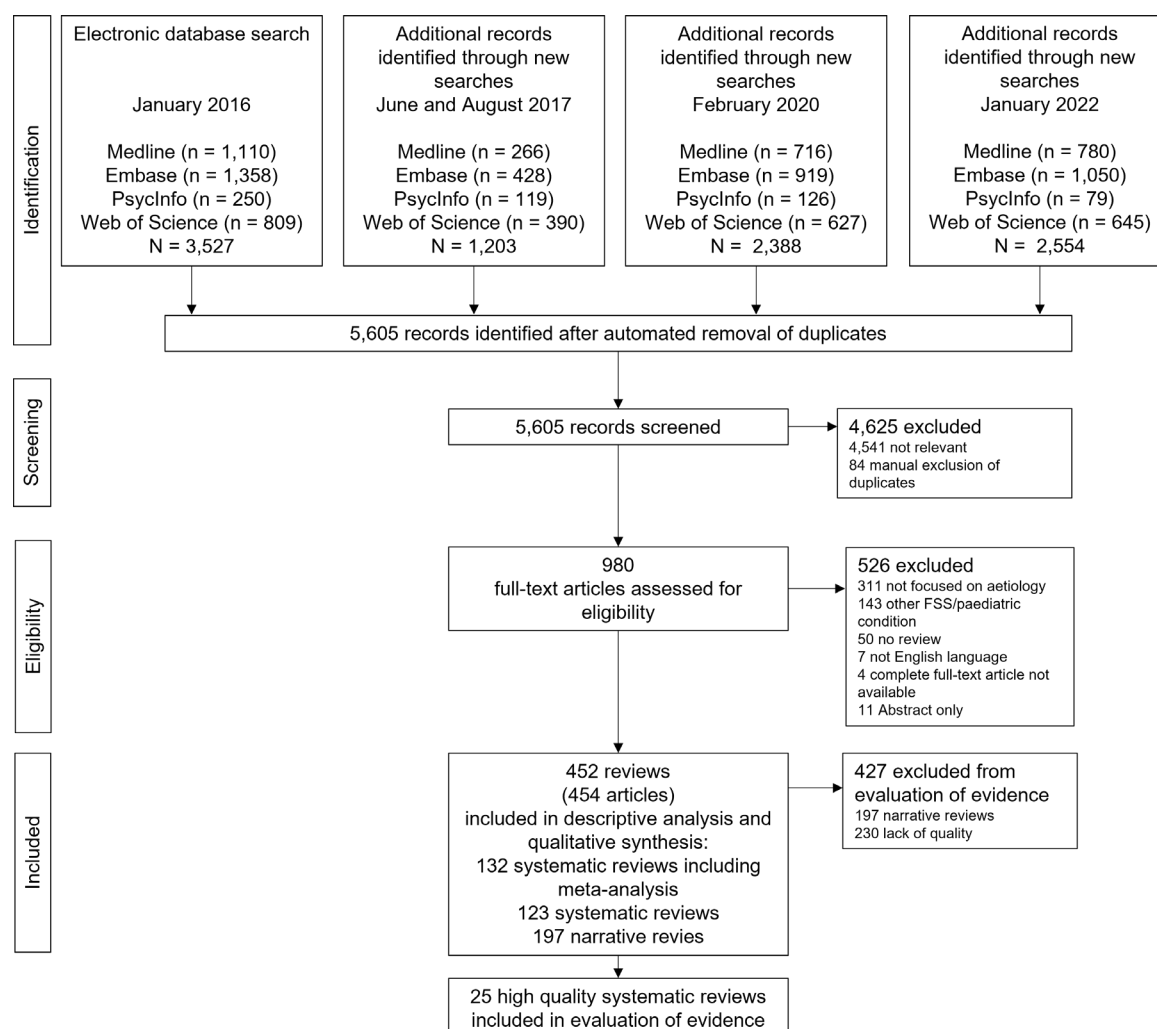 Identification
Electronic database search
January 2016
Medline (n = 1,110)
Embase (n = 1,358)
PsycInfo (n = 250)
Web of Science (n = 809)
N = 3,527
Additional records
identified through new
searches
June and August 2017
Medline (n = 266)
Embase (n = 428)
PsycInfo (n = 119)
Web of Science (n = 390)
N = 1,203
Additional records
identified through new
searches
February 2020
Medline (n = 716)
Embase (n = 919)
PsycInfo (n = 126)
Web of Science (n = 627)
N = 2,388
Additional records
identified through new
searches
January 2022
Medline (n = 780)
Embase (n = 1,050)
PsycInfo (n = 79)
Web of Science (n = 645)
N = 2,554
5,605 records identified after automated removal of duplicates
Screening
5,605 records screened
4,625 excluded
4,541 not relevant
84 manual exclusion of
duplicates
Eligibility
980
full-text articles assessed for
eligibility
526 excluded
311 not focused on aetiology
143 other FSS/paediatric
condition
50 no review
7 not English language
4 complete full-text article not
available
11 Abstract only
Included
452 reviews
(454 articles)
included in descriptive analysis and
qualitative synthesis:
132 systematic reviews including
meta-analysis
123 systematic reviews
197 narrative revies
427 excluded from
evaluation of evidence
197 narrative reviews
230 lack of quality
25 high quality systematic reviews
included in evaluation of evidence